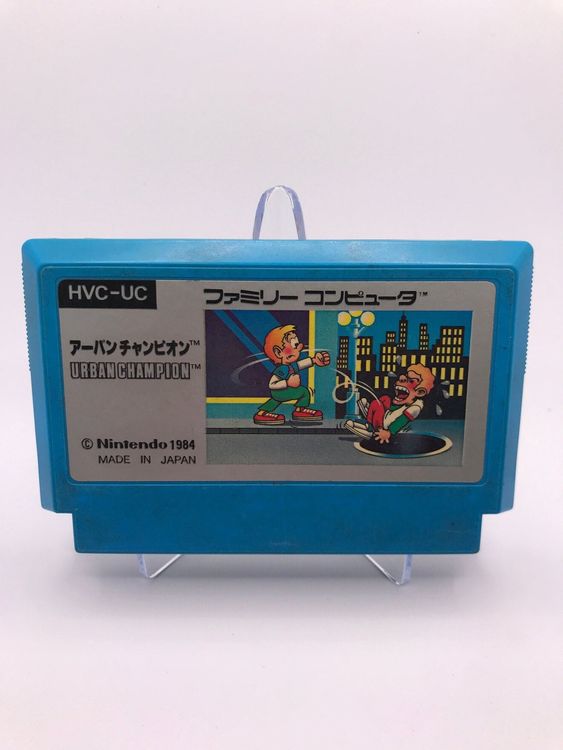 HVC-UC
ファミリー コンピュータ™
アーバンチャンピオン™
URBAN CHAMPION™
© Nintendo 1984
MADE IN JAPAN